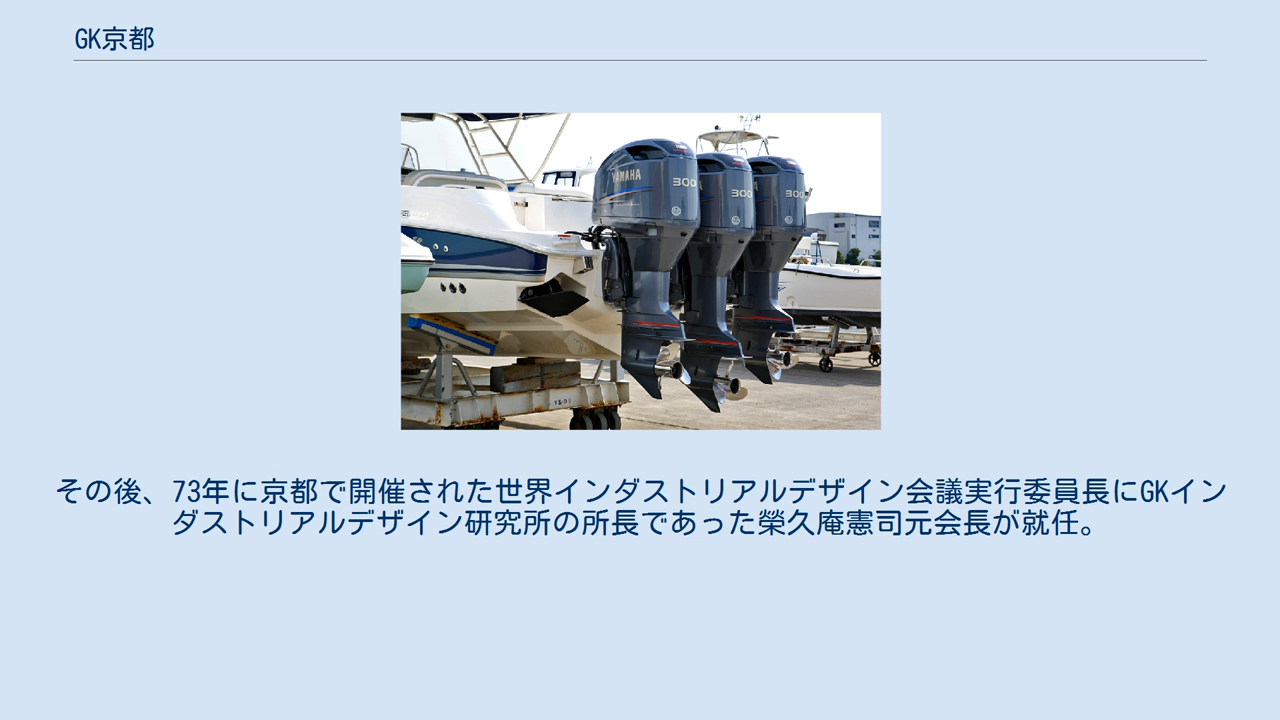 GK京都
YAMAHA
300
300
300
その後、73年に京都で開催された世界インダストリアルデザイン会議実行委員長にGKイン
ダストリアルデザイン研究所の所長であった榮久庵憲司元会長が就任。